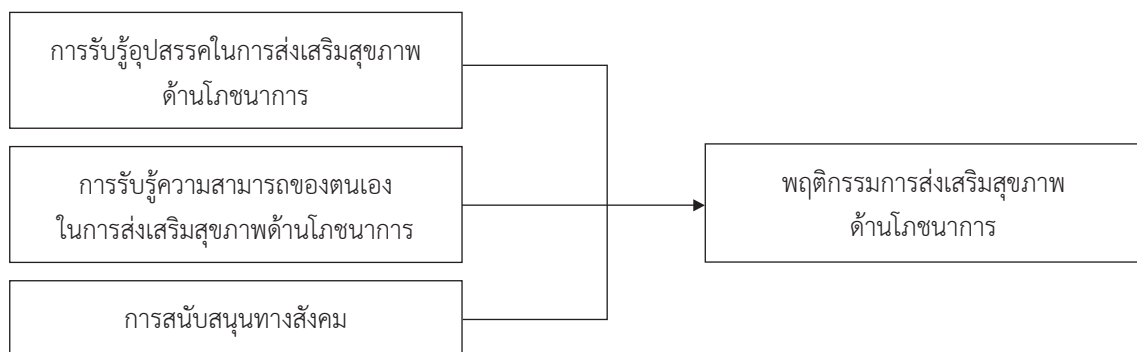 การรับรู้อุปสรรคในการส่งเสริมสุขภาพ
ด้านโภชนาการ
การรับรู้ความสามารถของตนเอง
ในการส่งเสริมสุขภาพด้านโภชนาการ
การสนับสนุนทางสังคม
พฤติกรรมการส่งเสริมสุขภาพ
ด้านโภชนาการ